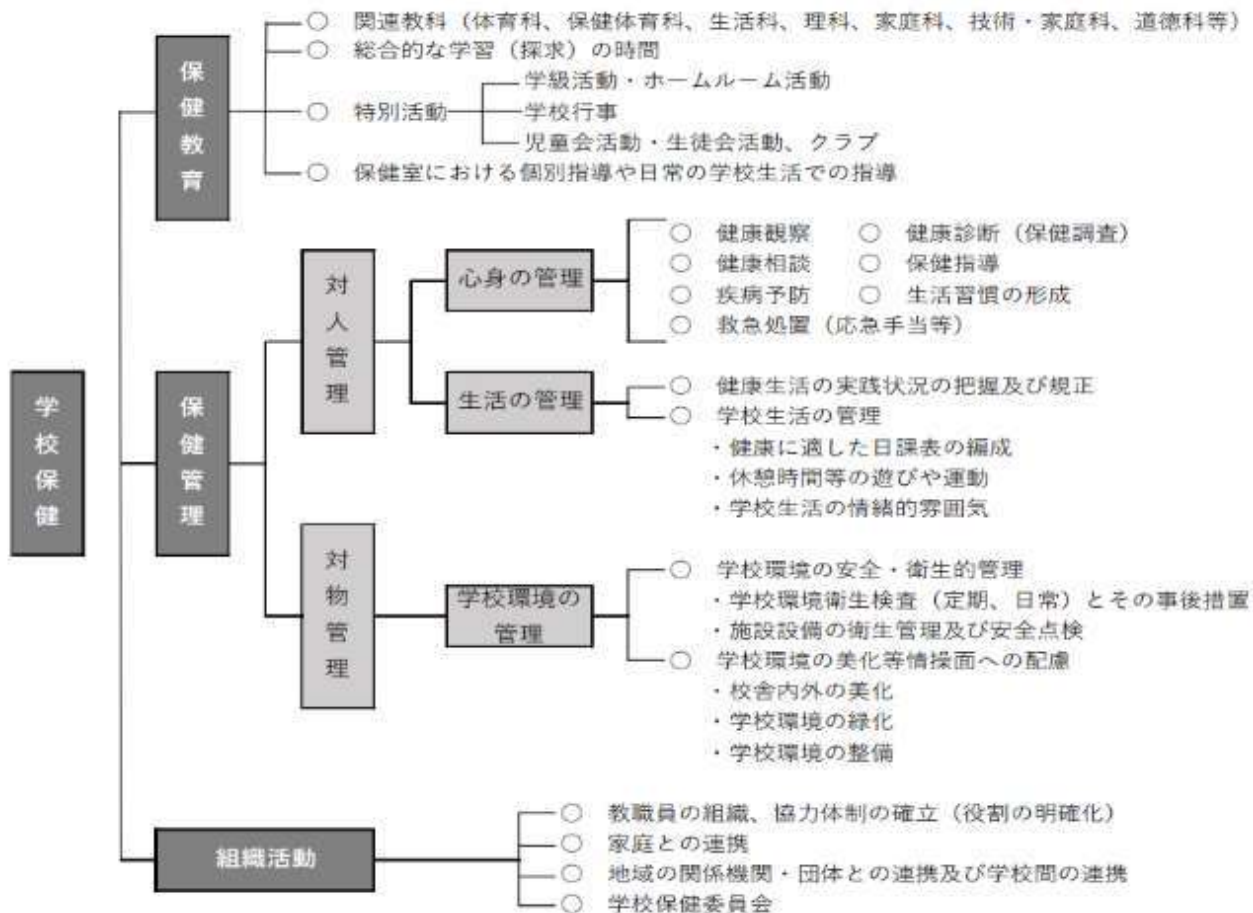 学校保健
保健教育
○ 関連教科（体育科、保健体育科、生活科、理科、家庭科、技術・家庭科、道徳科等）
○ 総合的な学習（探求）の時間
○ 特別活動
学級活動・ホームルーム活動
学校行事
児童会活動・生徒会活動、クラブ
○ 保健室における個別指導や日常の学校生活での指導
保健管理
対人管理
心身の管理
○ 健康観察 ○ 健康診断（保健調査）
○ 健康相談 ○ 保健指導
○ 疾病予防 ○ 生活習慣の形成
○ 救急処置（応急手当等）
生活の管理
○ 健康生活の実践状況の把握及び規正
○ 学校生活の管理
・健康に適した日課表の編成
・休憩時間等の遊びや運動
・学校生活の情緒的雰囲気
対物管理
学校環境の
管理
○ 学校環境の安全・衛生的管理
・学校環境衛生検査（定期、日常）とその事後措置
・施設設備の衛生管理及び安全点検
○ 学校環境の美化等情操面への配慮
・校舎内外の美化
・学校環境の緑化
・学校環境の整備
組織活動
○ 教職員の組織、協力体制の確立（役割の明確化）
○ 家庭との連携
○ 地域の関係機関・団体との連携及び学校間の連携
○ 学校保健委員会